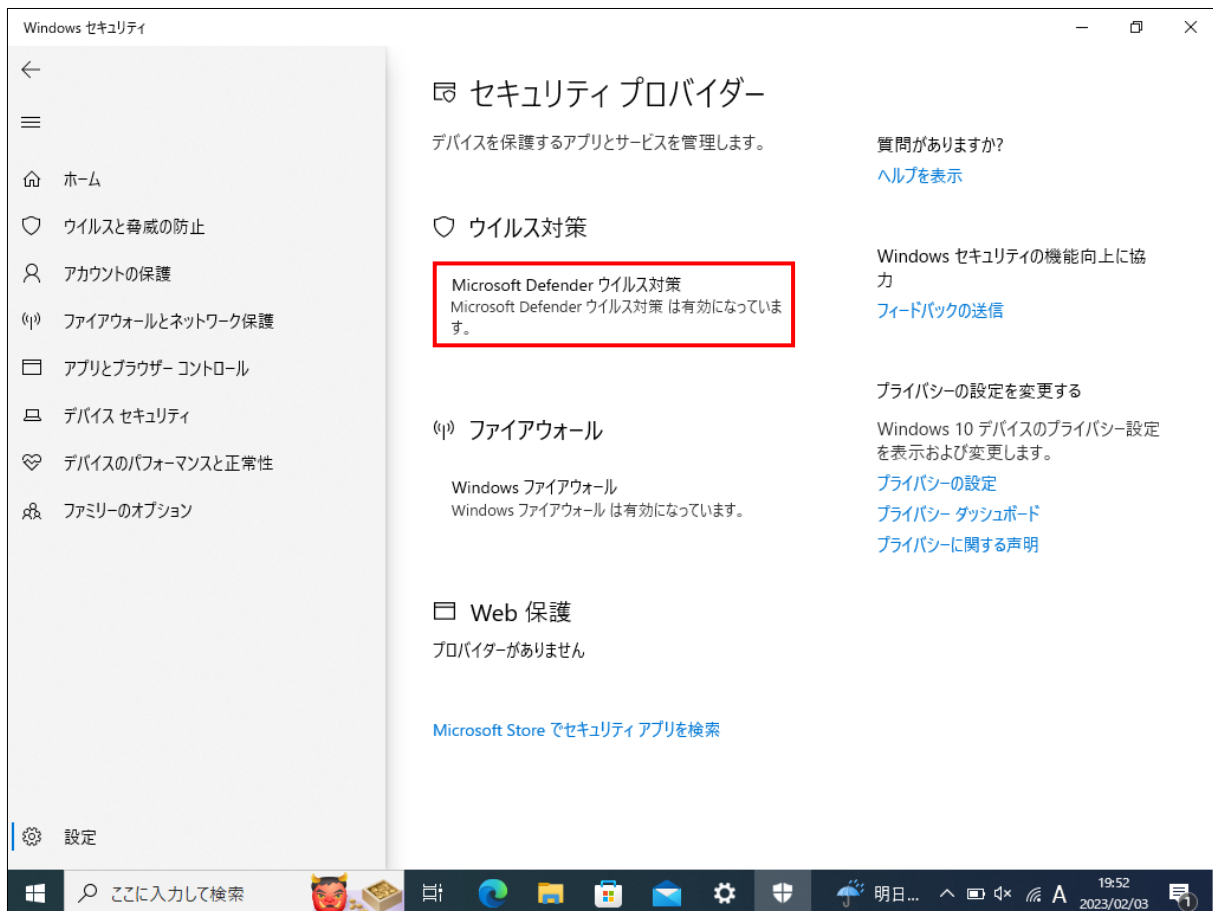 Windows セキュリティ
ホーム
ウイルスと脅威の防止
アカウントの保護
ファイアウォールとネットワーク保護
アプリとブラウザー コントロール
デバイス セキュリティ
デバイスのパフォーマンスと正常性
ファミリーのオプション
設定
セキュリティ プロバイダー
デバイスを保護するアプリとサービスを管理します。
ウイルス対策
Microsoft Defender ウイルス対策
Microsoft Defender ウイルス対策 は有効になっていま
す。
ファイアウォール
Windows ファイアウォール
Windows ファイアウォール は有効になっています。
Web 保護
プロバイダーがありません
Microsoft Store でセキュリティ アプリを検索
質問がありますか?
ヘルプを表示
Windows セキュリティの機能向上に協
力
フィードバックの送信
プライバシーの設定を変更する
Windows 10 デバイスのプライバシー設定
を表示および変更します。
プライバシーの設定
プライバシー ダッシュボード
プライバシーに関する声明
ここに入力して検索
明日...
A
19:52
2023/02/03
1